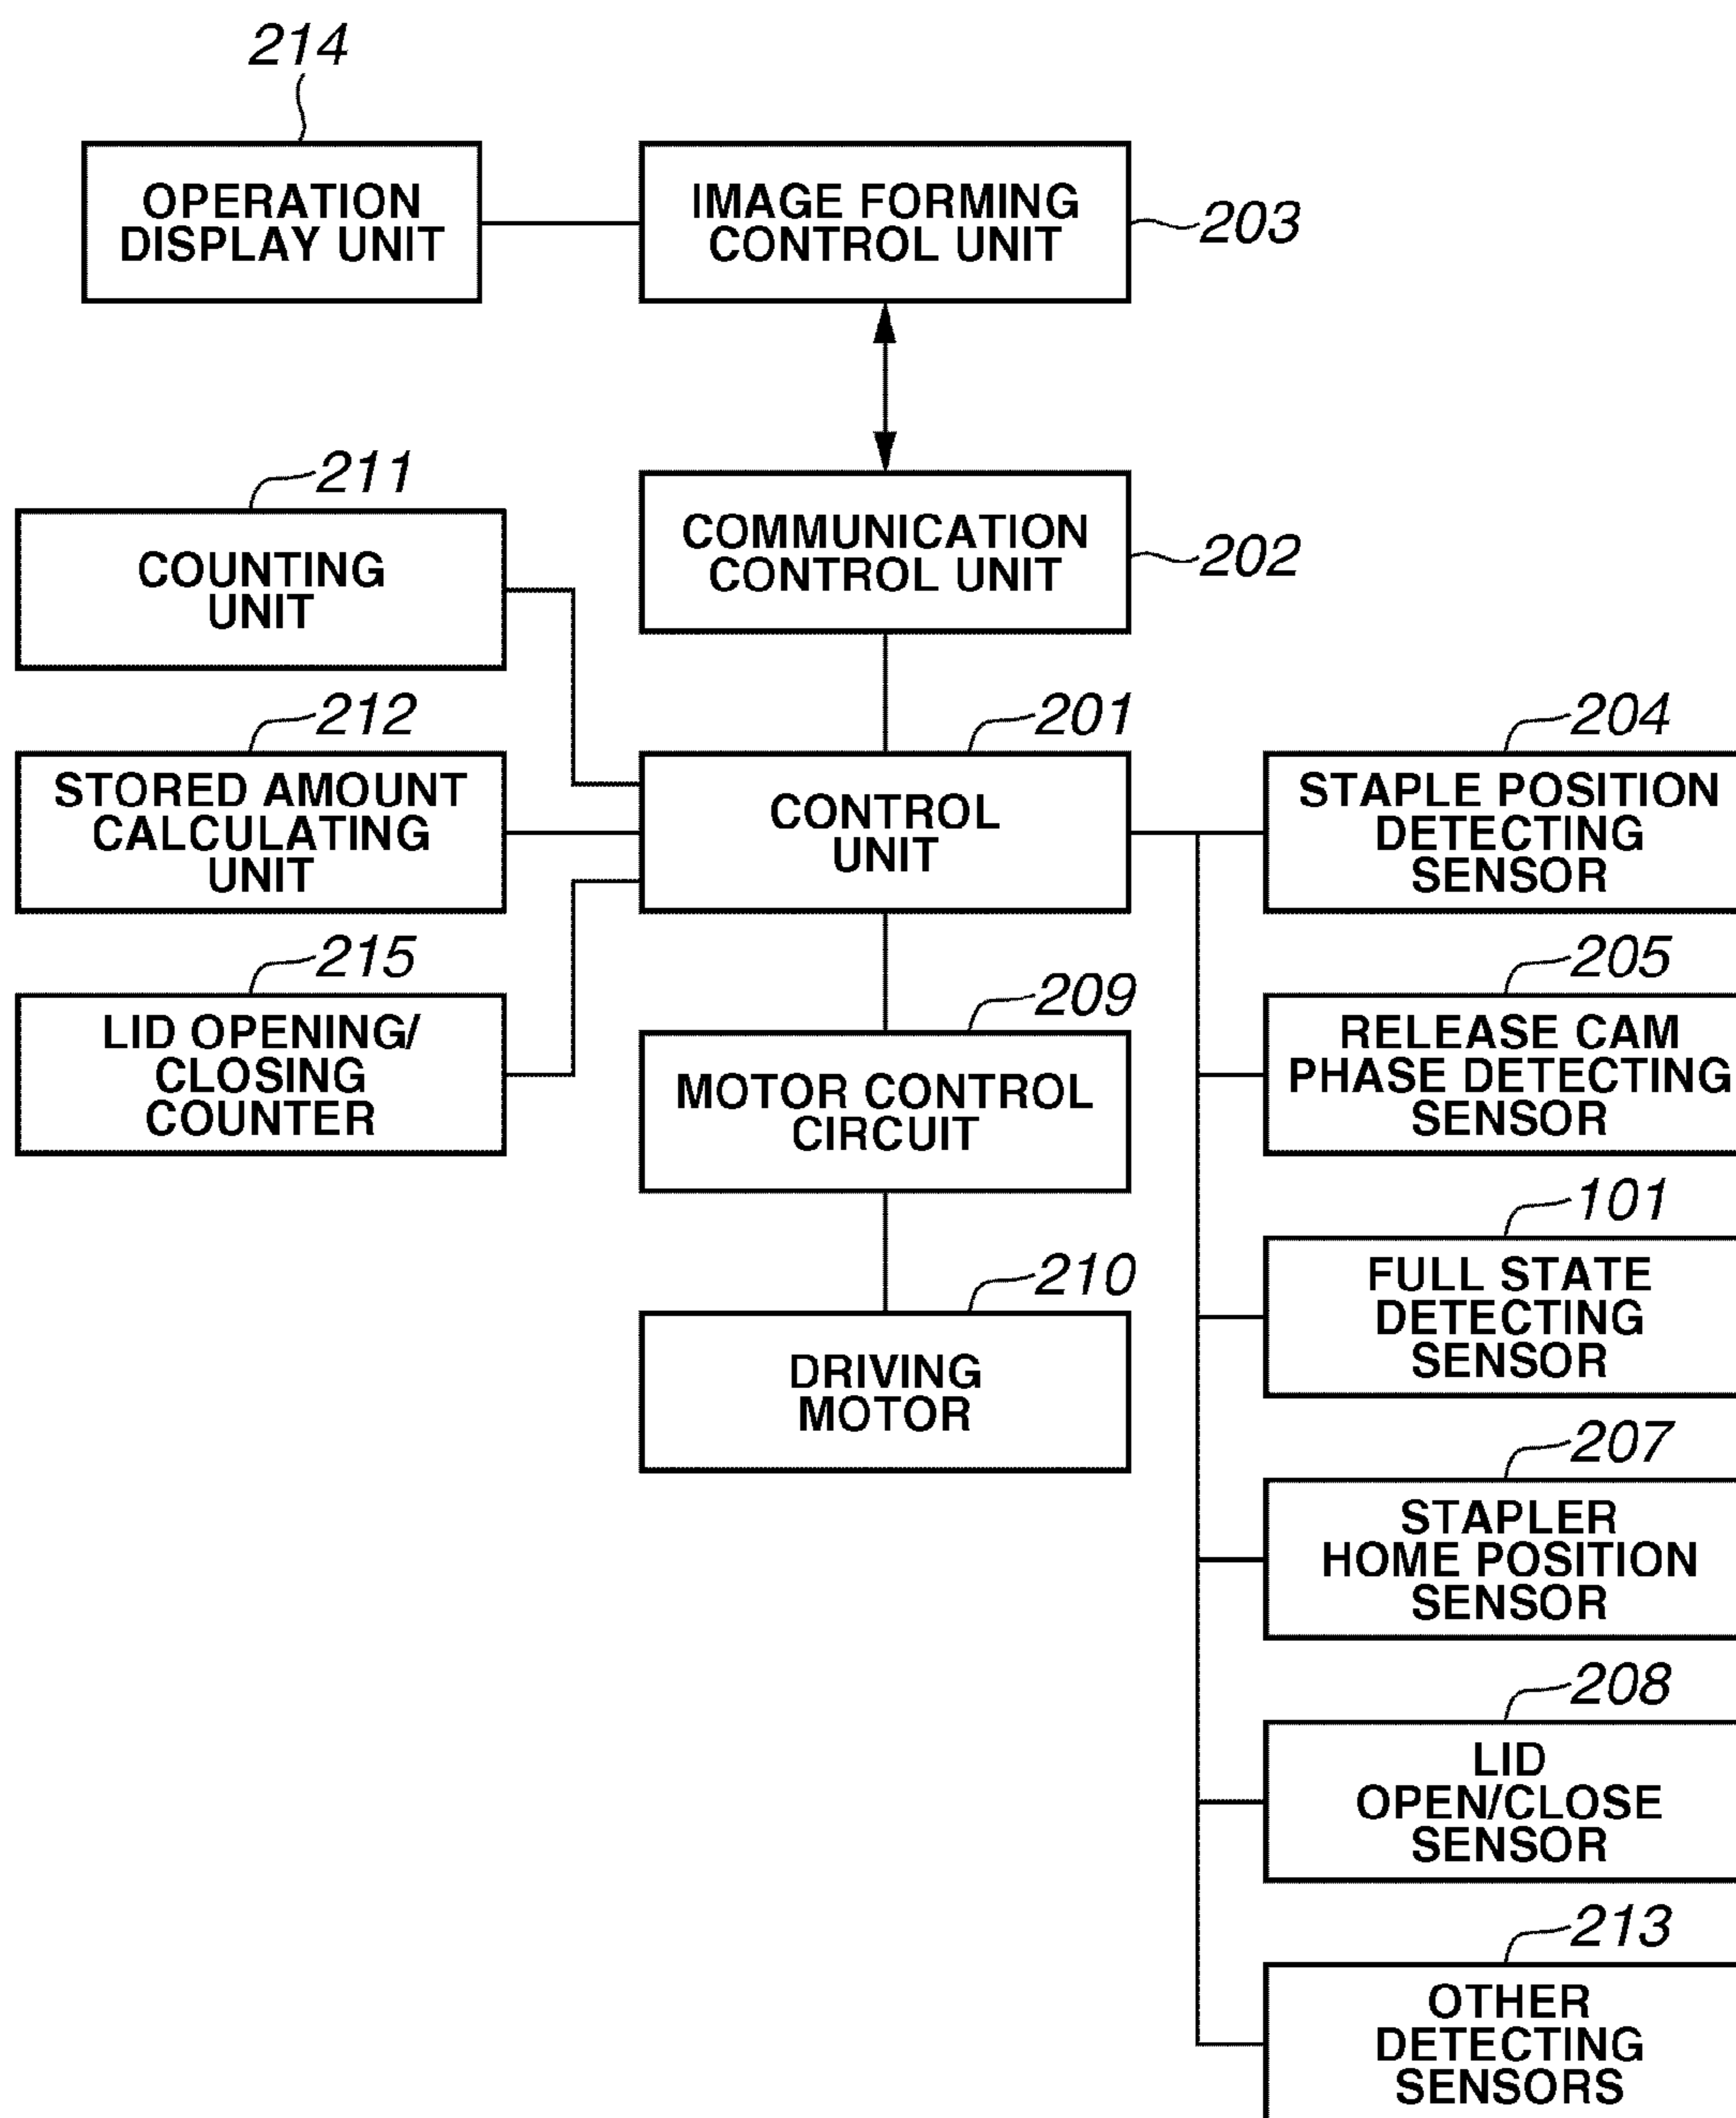 214
OPERATION
DISPLAY UNIT
IMAGE FORMING
CONTROL UNIT
203
211
COUNTING
UNIT
COMMUNICATION
CONTROL UNIT
202
212
STORED AMOUNT
CALCULATING
UNIT
201
CONTROL
UNIT
204
STAPLE POSITION
DETECTING
SENSOR
215
LID OPENING/
CLOSING
COUNTER
209
MOTOR CONTROL
CIRCUIT
205
RELEASE CAM
PHASE DETECTING
SENSOR
210
DRIVING
MOTOR
101
FULL STATE
DETECTING
SENSOR
207
STAPLER
HOME POSITION
SENSOR
208
LID
OPEN/CLOSE
SENSOR
213
OTHER
DETECTING
SENSORS